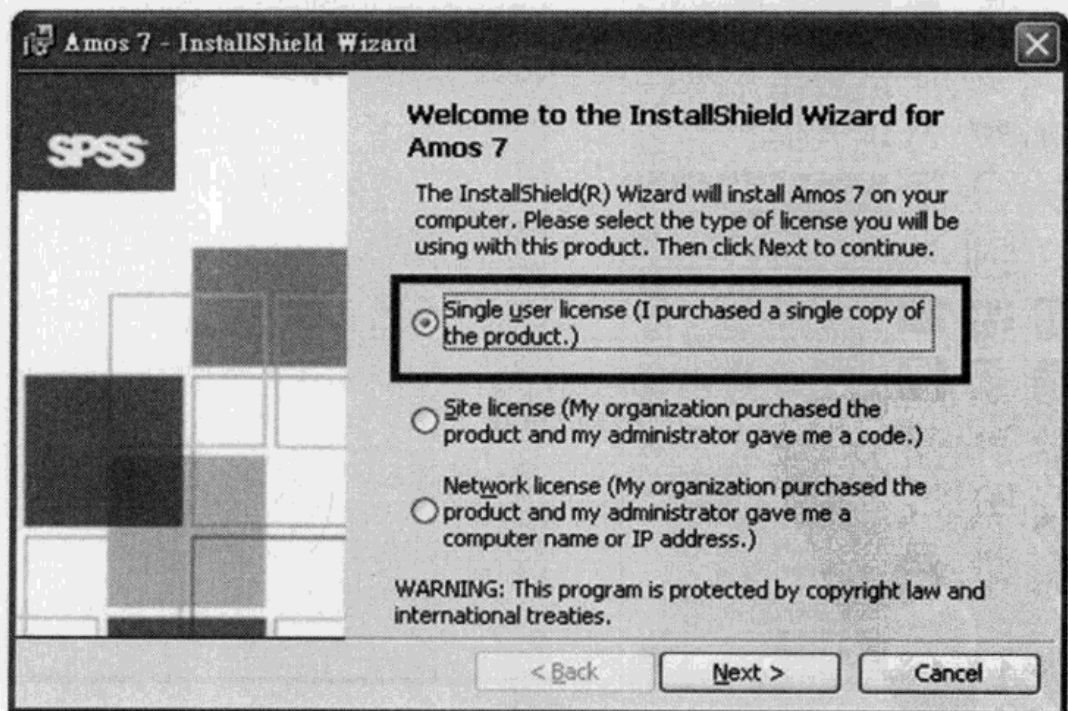 Amos 7 - InstallShield Wizard
SPSS
Welcome to the InstallShield Wizard for
Amos 7
The InstallShield(R) Wizard will install Amos 7 on your
computer. Please select the type of license you will be
using with this product. Then click Next to continue.
Single user license (I purchased a single copy of
the product.)
Site license (My organization purchased the
product and my administrator gave me a code.)
Network license (My organization purchased the
product and my administrator gave me a
computer name or IP address.)
WARNING: This program is protected by copyright law and
international treaties.
< Back
Next >
Cancel